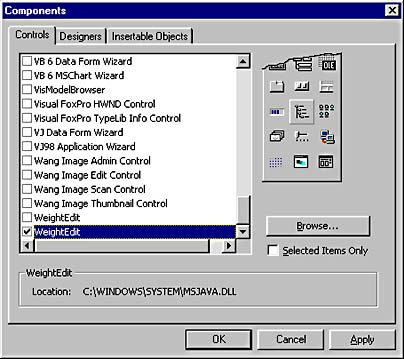 Components
Controls
Designers
Insertable Objects
VB 6 Data Form Wizard
VB 6 MSChart Wizard
VisModelBrowser
Visual FoxPro HWND Control
Visual FoxPro TypeLib Info Control
VJ Data Form Wizard
VJ98 Application Wizard
Wang Image Admin Control
Wang Image Edit Control
Wang Image Scan Control
Wang Image Thumbnail Control
WeightEdit
WeightEdit
Browse...
Selected Items Only
WeightEdit
Location: C:\WINDOWS\SYSTEM\MSJAVA.DLL
OK
Cancel
Apply